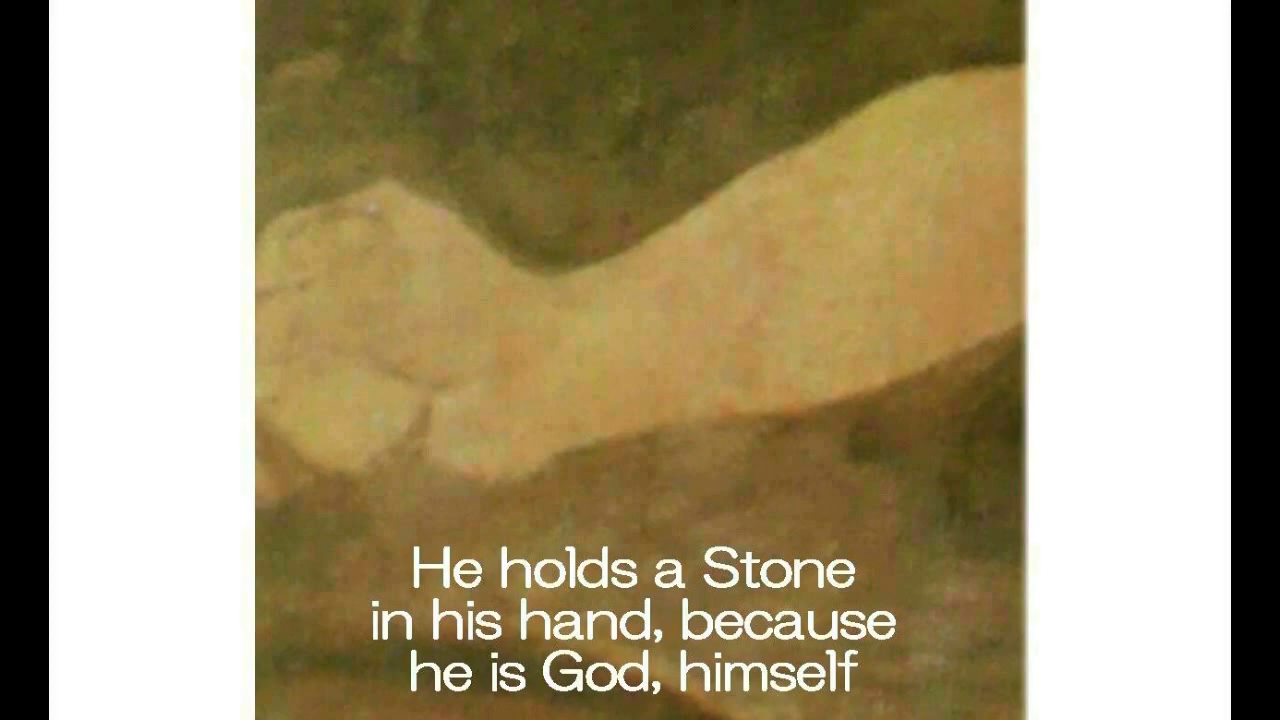 He holds a Stone
in his hand, because
he is God, himself